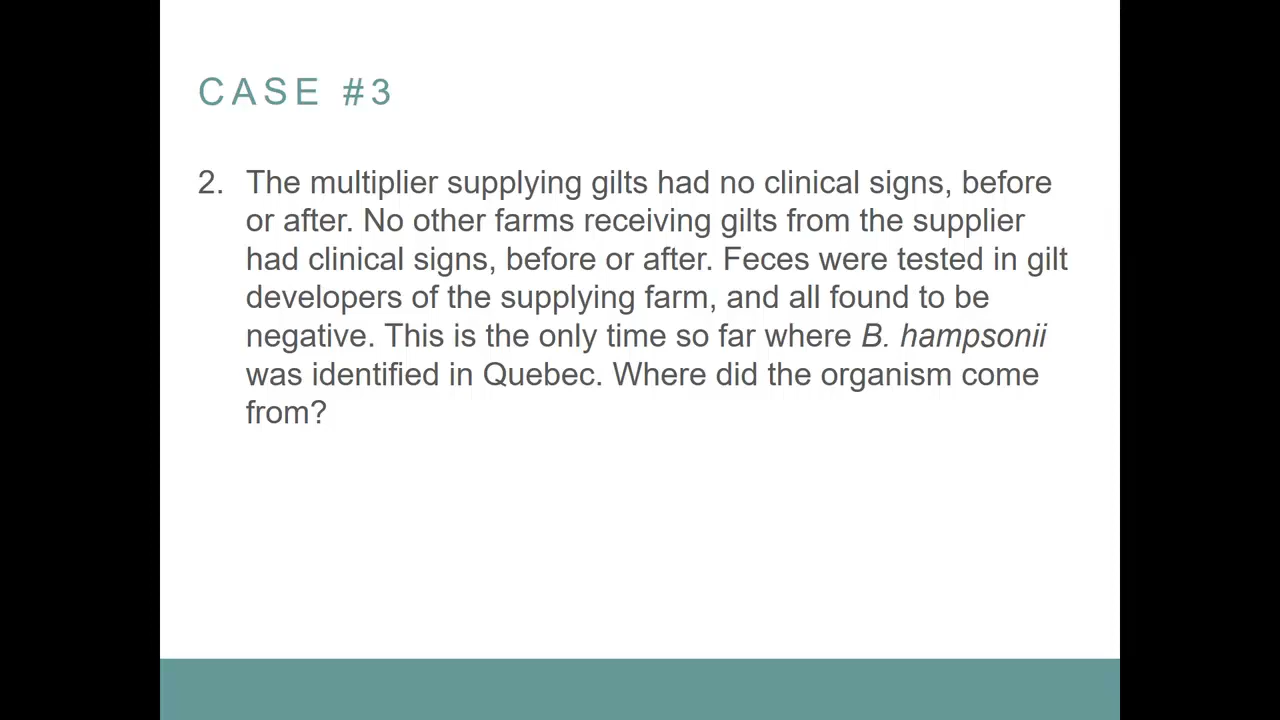 CASE #3
2. The multiplier supplying gilts had no clinical signs, before
or after. No other farms receiving gilts from the supplier
had clinical signs, before or after. Feces were tested in gilt
developers of the supplying farm, and all found to be
negative. This is the only time so far where B. hampsonii
was identified in Quebec. Where did the organism come
from?